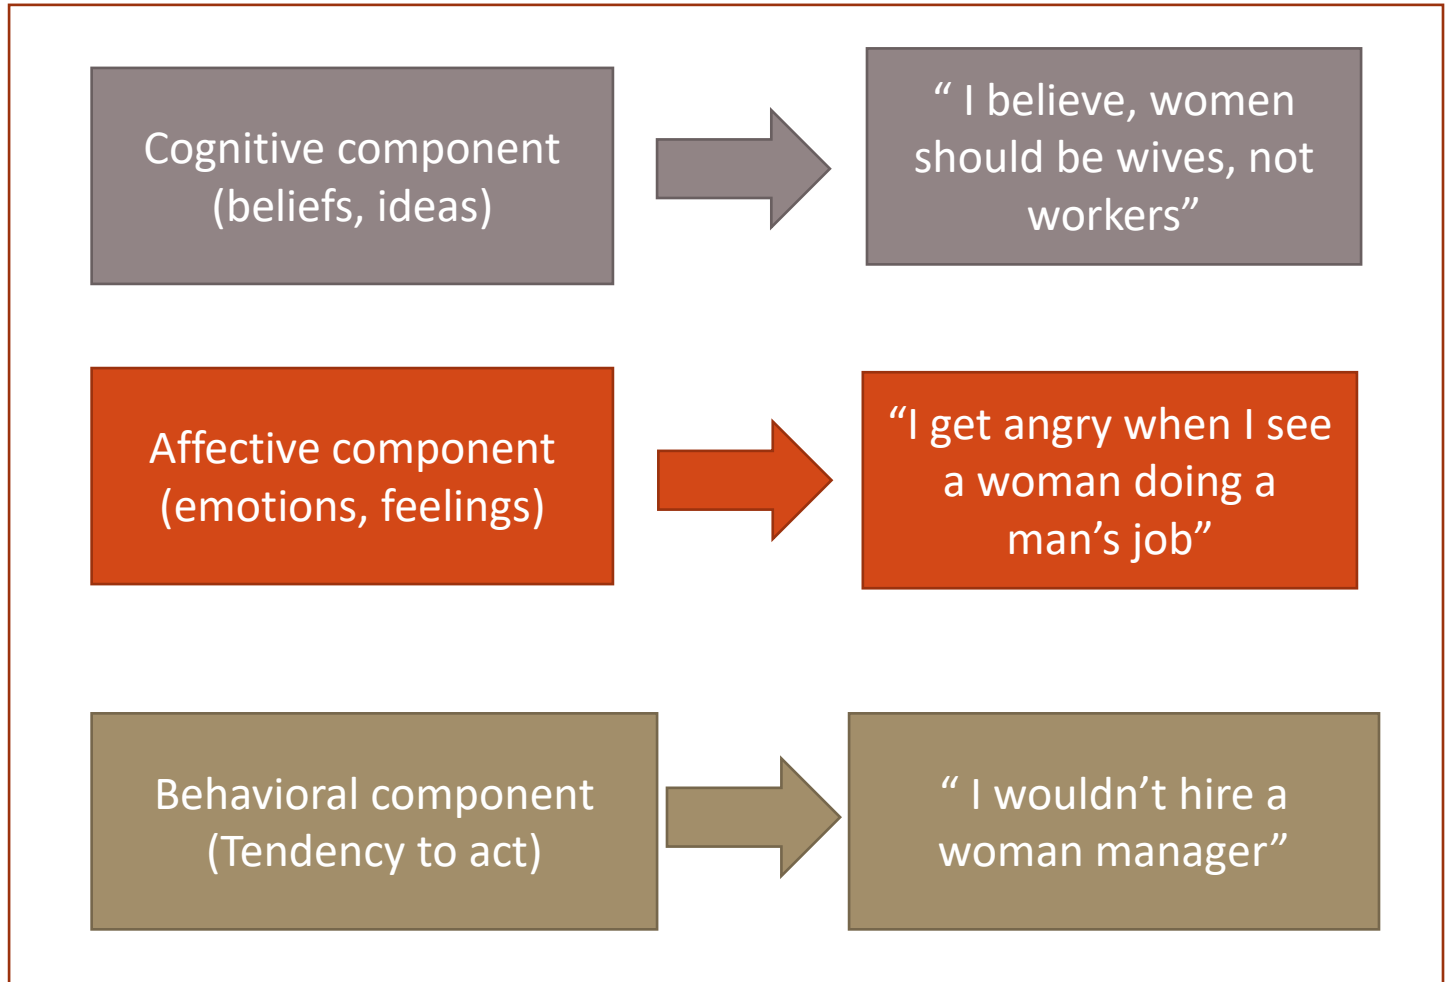 Cognitive component
(beliefs, ideas)
“ I believe, women
should be wives, not
workers”
Affective component
(emotions, feelings)
“I get angry when I see
a woman doing a
man’s job”
Behavioral component
(Tendency to act)
“ I wouldn’t hire a
woman manager”